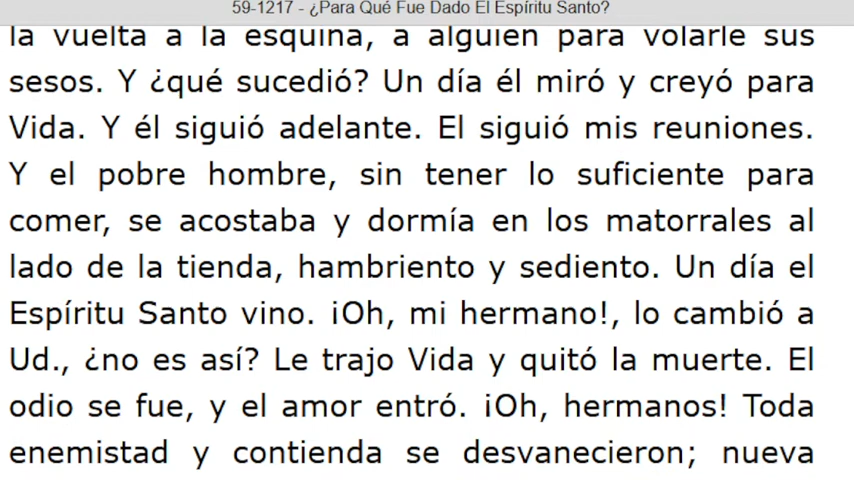 59-1217 - ¿Para Qué Fue Dado El Espíritu Santo?
la vuelta a la esquina, a alguien para volarle sus
sesos. Y ¿qué sucedió? Un día él miró y creyó para
Vida. Y él siguió adelante. El siguió mis reuniones.
Y el pobre hombre, sin tener lo suficiente para
comer, se acostaba y dormía en los matorrales al
lado de la tienda, hambriento y sediento. Un día el
Espíritu Santo vino. ¡Oh, mi hermano!, lo cambió a
Ud., ¿no es así? Le trajo Vida y quitó la muerte. El
odio se fue, y el amor entró. ¡Oh, hermanos! Toda
enemistad y contienda se desvanecieron; nueva